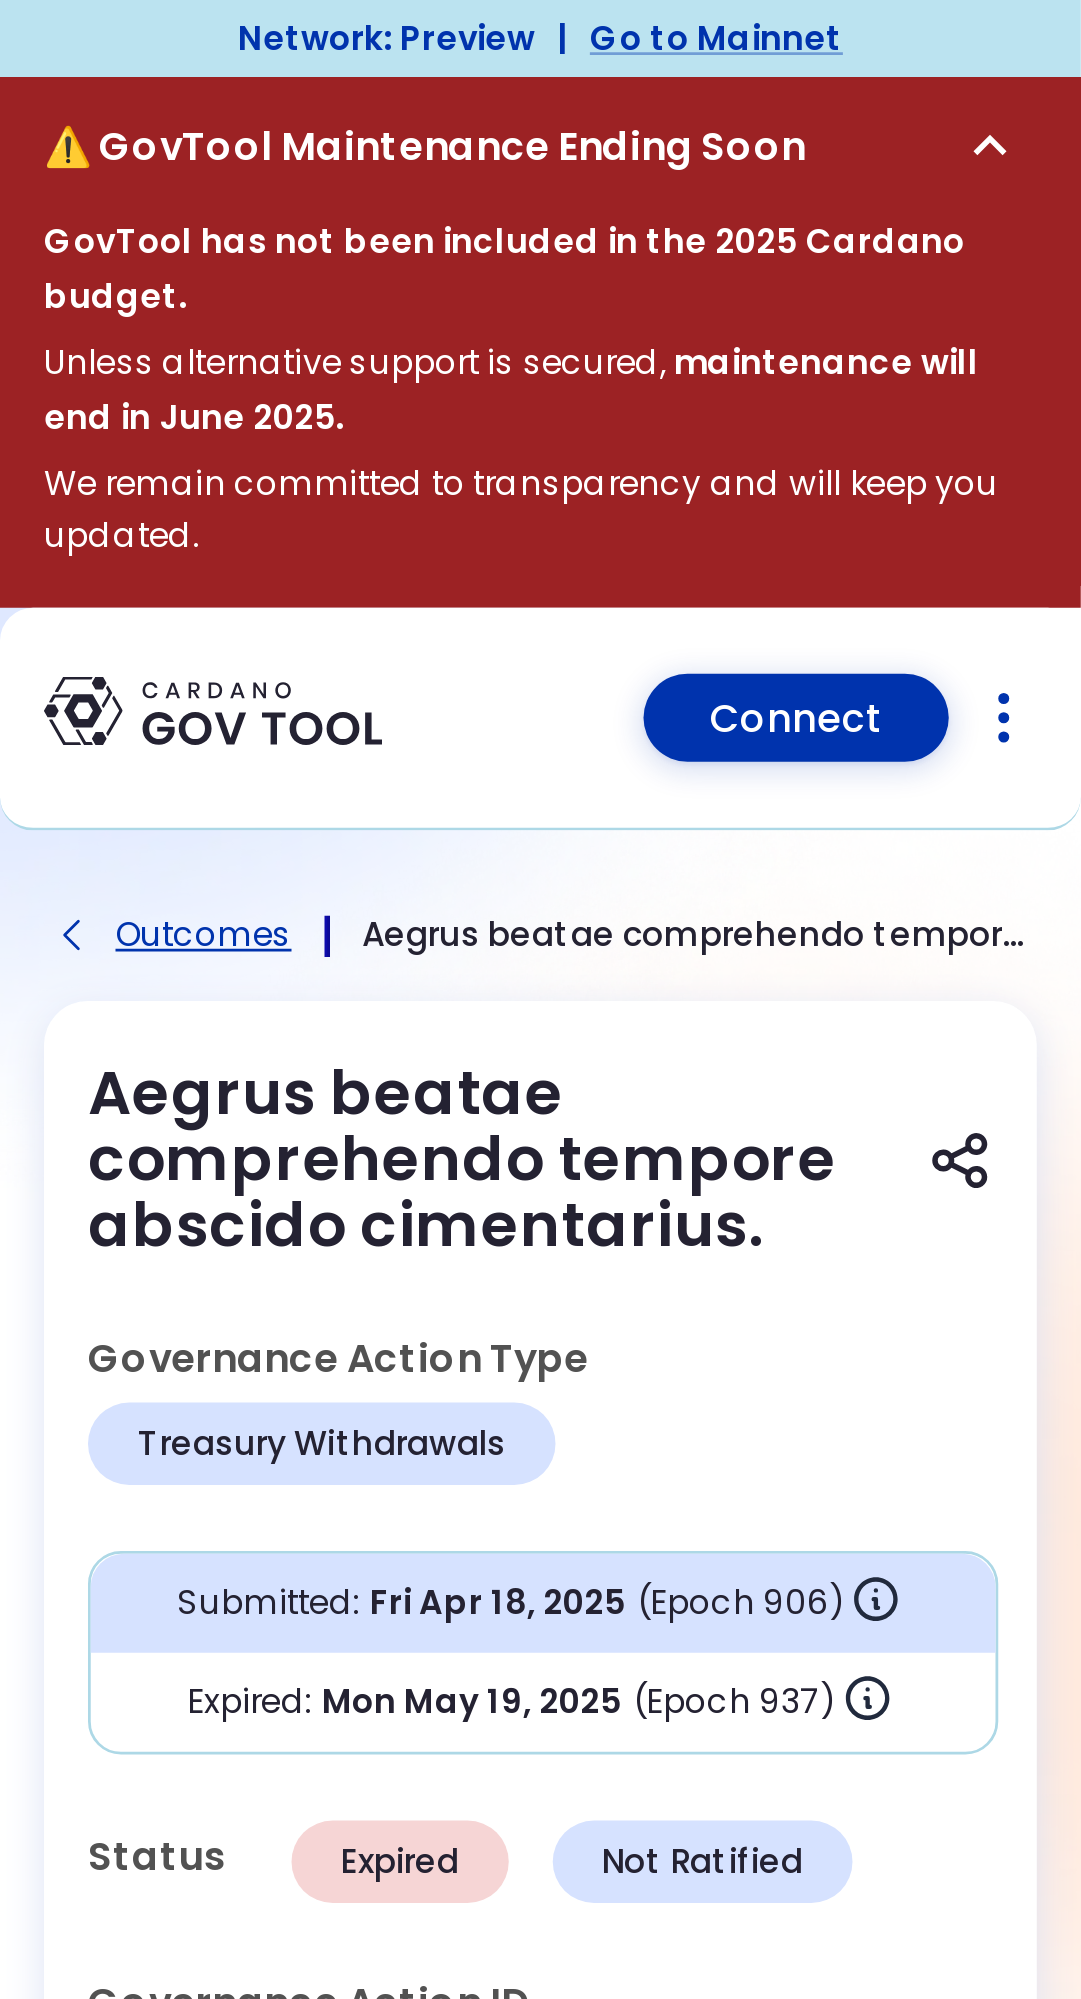 Network: Preview | Go to Mainnet
⚠️ GovTool Maintenance Ending Soon
GovTool has not been included in the 2025 Cardano
budget.
Unless alternative support is secured, maintenance will
end in June 2025.
We remain committed to transparency and will keep you
updated.
CARDANO
GOV TOOL
Connect
Outcomes | Aegrus beatae comprehendo tempor...
Aegrus beatae
comprehendo tempore
abscido cimentarius.
Governance Action Type
Treasury Withdrawals
Submitted: Fri Apr 18, 2025 (Epoch 906)
Expired: Mon May 19, 2025 (Epoch 937)
Status Expired Not Ratified
Governance Action ID